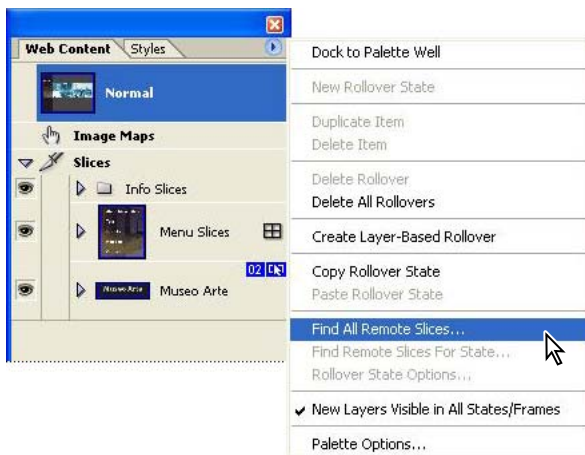 Web Content
Styles
Normal
Image Maps
Slices
Info Slices
Menu Slices
02
Museo Arte
Museo Arte
Dock to Palette Well
New Rollover State
Duplicate Item
Delete Item
Delete Rollover
Delete All Rollovers
Create Layer-Based Rollover
Copy Rollover State
Paste Rollover State
Find All Remote Slices...
Find Remote Slices For State...
Rollover State Options...
New Layers Visible in All States/Frames
Palette Options...